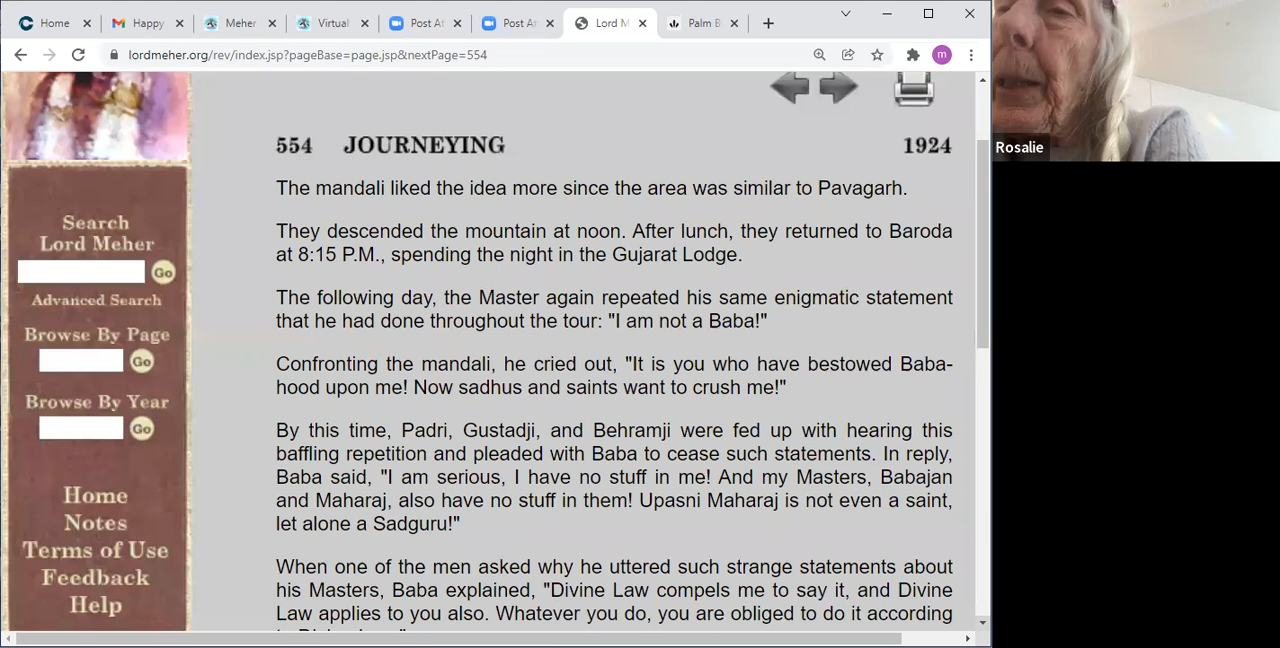 Home
Happy
Meher
Virtual
Post A
Post A
Lord M
Palm B
lordmeher.org/rev/index.jsp?pageBase=page.jsp&nextPage=554
m
554 JOURNEYING 1924
The mandali liked the idea more since the area was similar to Pavagarh.
They descended the mountain at noon. After lunch, they returned to Baroda
at 8:15 P.M., spending the night in the Gujarat Lodge.
The following day, the Master again repeated his same enigmatic statement
that he had done throughout the tour: "I am not a Baba!"
Confronting the mandali, he cried out, "It is you who have bestowed Baba-
hood upon me! Now sadhus and saints want to crush me!"
By this time, Padri, Gustadji, and Behramji were fed up with hearing this
baffling repetition and pleaded with Baba to cease such statements. In reply,
Baba said, "I am serious, I have no stuff in me! And my Masters, Babajan
and Maharaj, also have no stuff in them! Upasni Maharaj is not even a saint,
let alone a Sadguru!"
When one of the men asked why he uttered such strange statements about
his Masters, Baba explained, "Divine Law compels me to say it, and Divine
Law applies to you also. Whatever you do, you are obliged to do it according
Search
Lord Meher
Go
Advanced Search
Browse By Page
Go
Browse By Year
Go
Home
Notes
Terms of Use
Feedback
Help
Rosalie